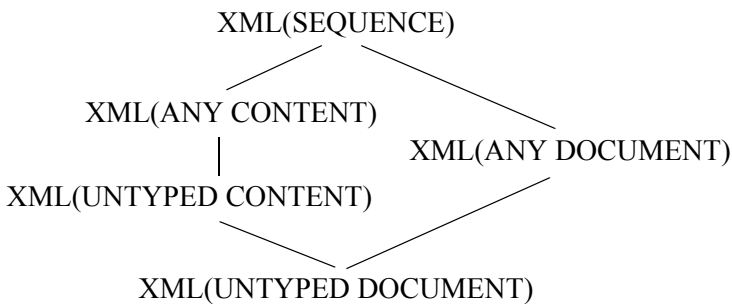 XML(SEQUENCE)
XML(ANY CONTENT)
XML(ANY DOCUMENT)
XML(UNTYPED CONTENT)
XML(UNTYPED DOCUMENT)